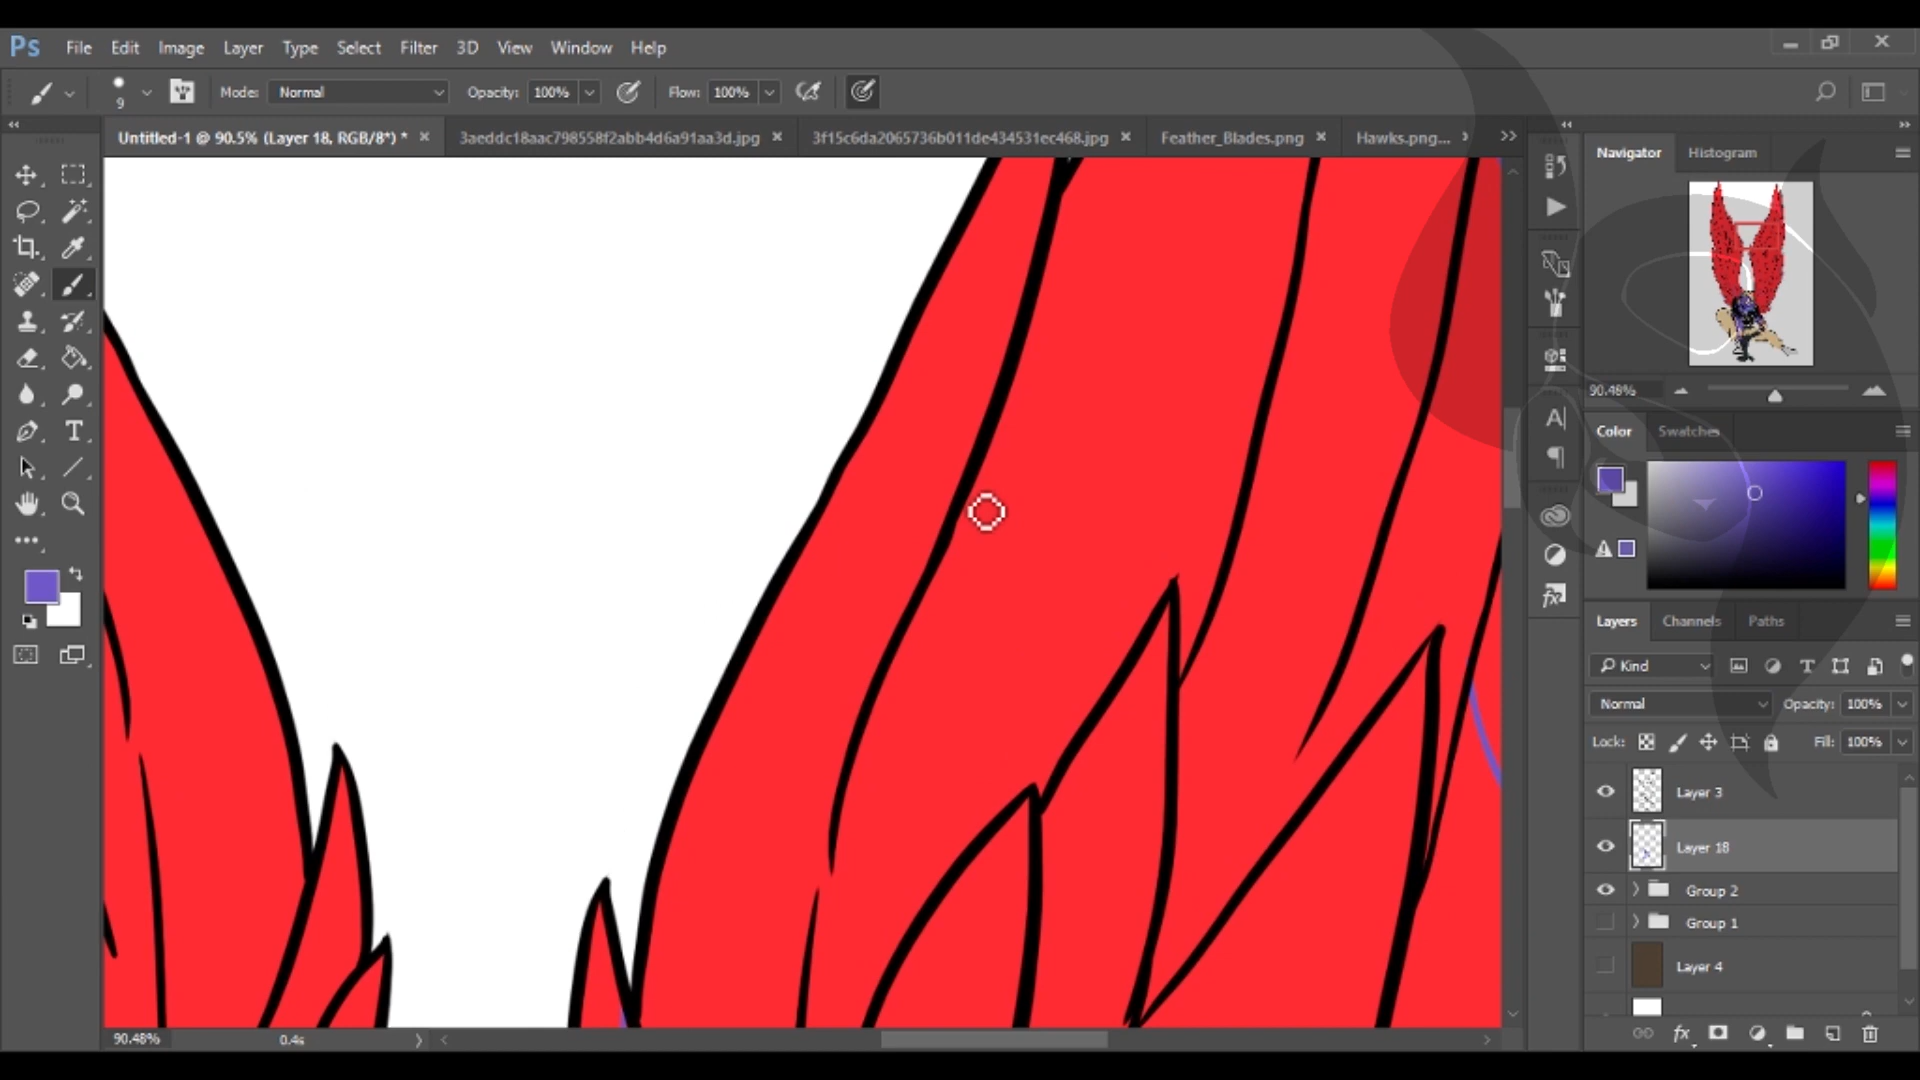 Ps File Edit Image Layer Type Select Filter 3D View Window Help
9 Mode: Normal Opacity: 100% Flow: 100%
Untitled-1 @ 90.5% (Layer 18, RGB/8*) * 3aeddc18aac798558f2abb4d6a91aa3d.jpg 3f15c6da2065736b011de434531ec468.jpg Feather_Blades.png Hawks.png...
Navigator Histogram
90.48%
Color Swatches
Layers Channels Paths
Kind
Normal Opacity: 100%
Lock: Fill: 100%
Layer 3
Layer 18
Group 2
Group 1
Layer 4
fx
90.48% 0.4s